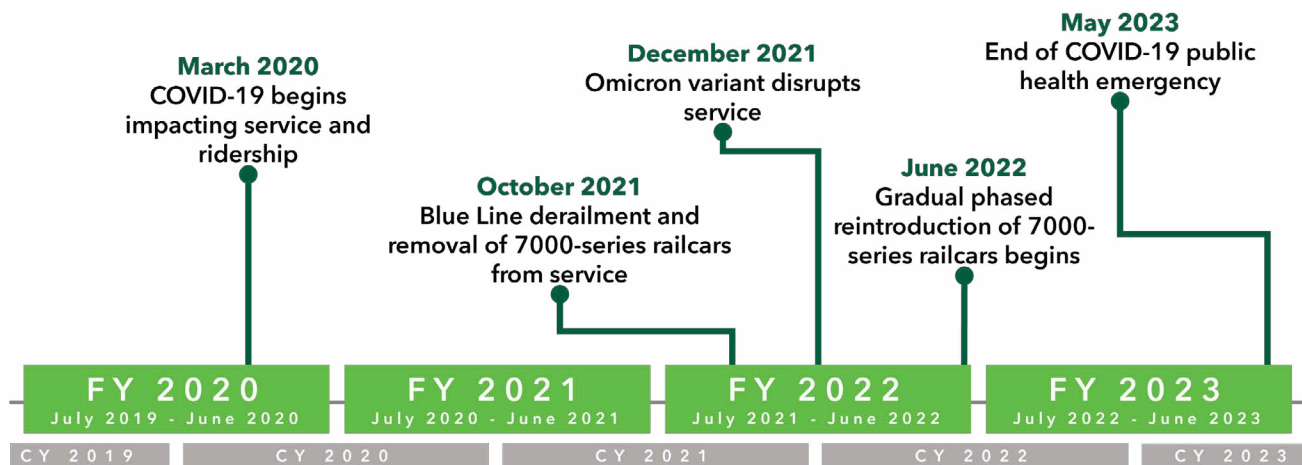 March 2020
COVID-19 begins
impacting service and
ridership
October 2021
Blue Line derailment and
removal of 7000-series railcars
from service
December 2021
Omicron variant disrupts
service
June 2022
Gradual phased
reintroduction of 7000-
series railcars begins
May 2023
End of COVID-19 public
health emergency
FY 2020
July 2019 - June 2020
FY 2021
July 2020 - June 2021
FY 2022
July 2021 - June 2022
FY 2023
July 2022 - June 2023
CY 2019
CY 2020
CY 2021
CY 2022
CY 2023